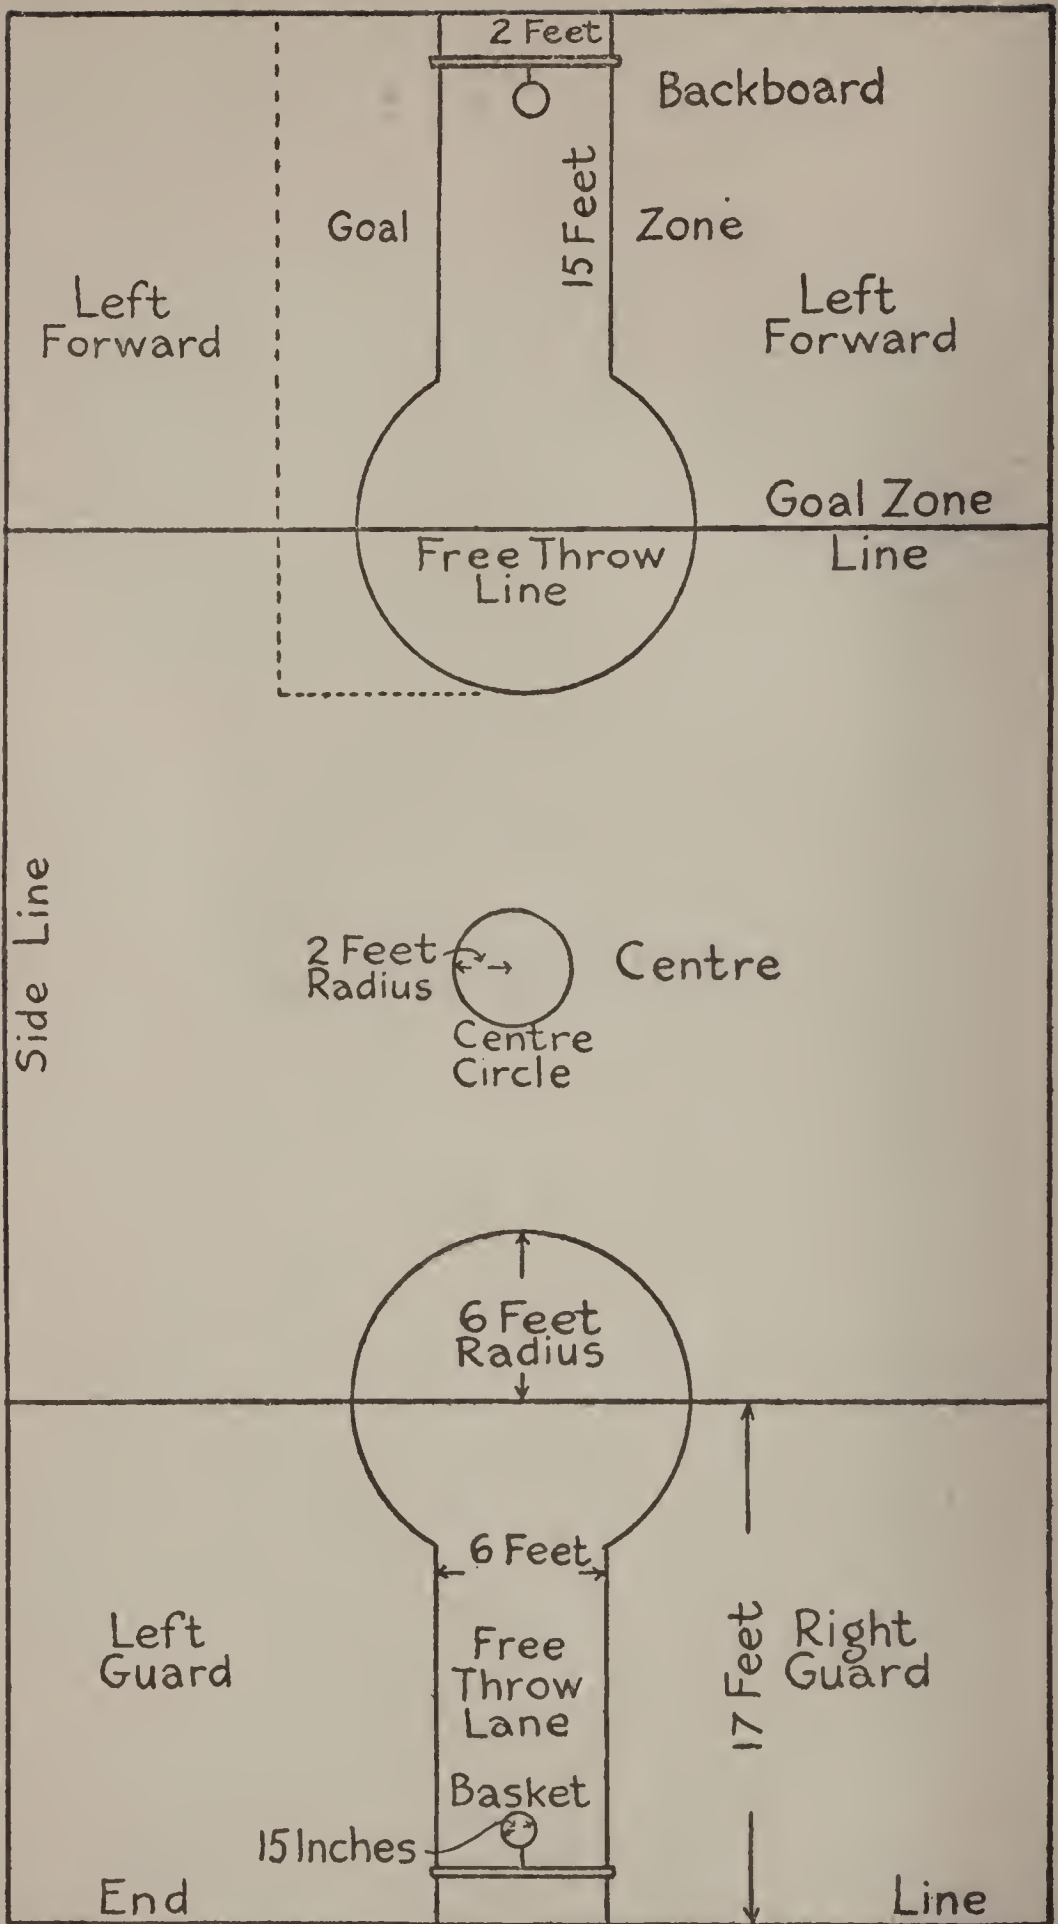 2 Feet
Backboard
15 Feet
Goal Zone
Left
Forward
Left
Forward
Goal Zone
Line
Free Throw
Line
Side Line
2 Feet
Radius
Centre
Centre
Circle
6 Feet
Radius
6 Feet
Left
Guard
Free
Throw
Lane
17 Feet
Right
Guard
Basket
15 Inches
End Line